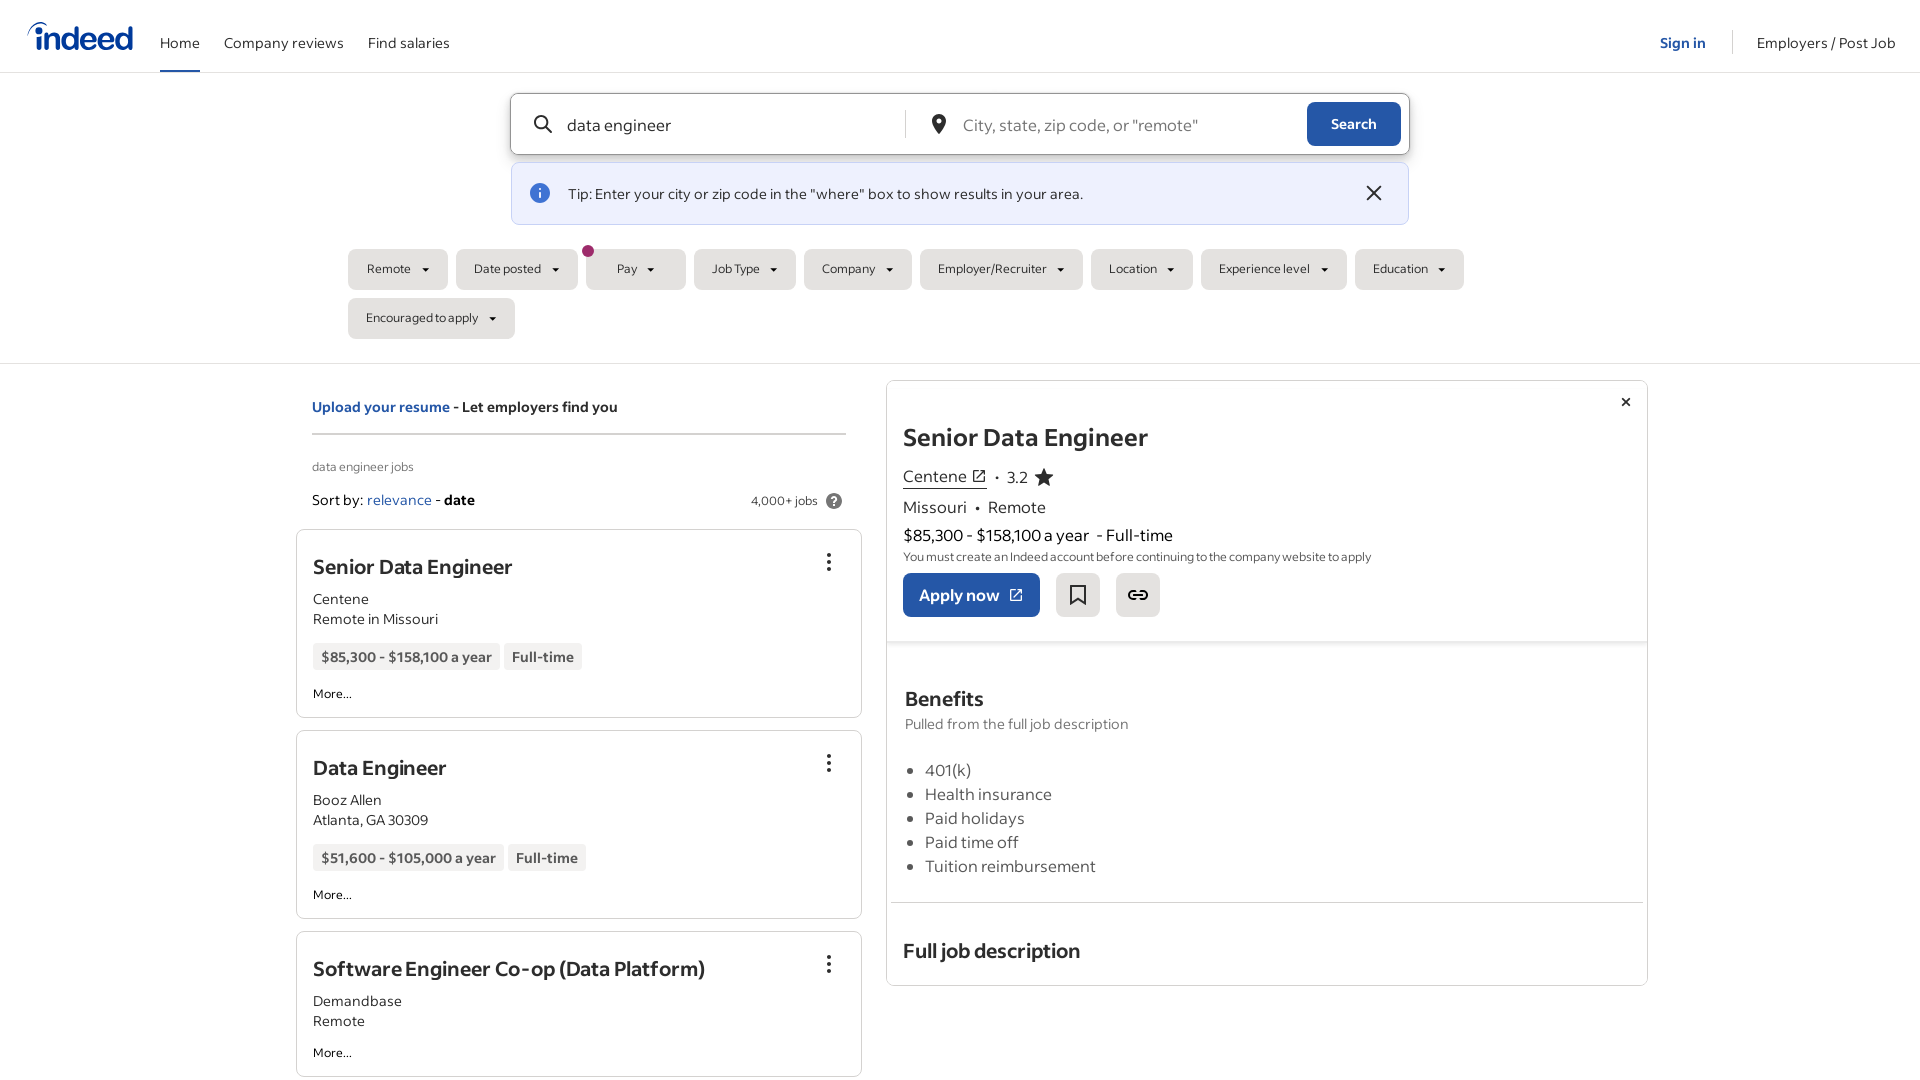 indeed
Home
Company reviews
Find salaries
Sign in
Employers / Post Job
data engineer
City, state, zip code, or "remote"
Search
Tip: Enter your city or zip code in the "where" box to show results in your area.
Remote
Date posted
Pay
Job Type
Company
Employer/Recruiter
Location
Experience level
Education
Encouraged to apply
Upload your resume - Let employers find you
data engineer jobs
Sort by: relevance - date
4,000+ jobs
Senior Data Engineer
Centene
Remote in Missouri
$85,300 - $158,100 a year
Full-time
More...
Data Engineer
Booz Allen
Atlanta, GA 30309
$51,600 - $105,000 a year
Full-time
More...
Software Engineer Co-op (Data Platform)
Demandbase
Remote
More...
Senior Data Engineer
Centene • 3.2
Missouri • Remote
$85,300 - $158,100 a year - Full-time
You must create an Indeed account before continuing to the company website to apply
Apply now
Benefits
Pulled from the full job description
• 401(k)
• Health insurance
• Paid holidays
• Paid time off
• Tuition reimbursement
Full job description